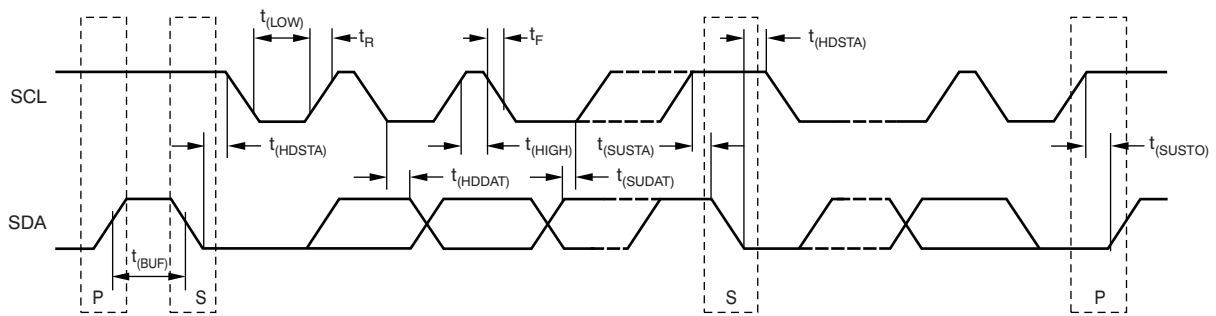 t(LOW)
tR
tF
t(HDSTA)
SCL
t(HDSTA)
t(HIGH)
t(SUSTA)
t(SUSTO)
t(HDDAT)
t(SUDAT)
SDA
t(BUF)
P
S
S
P